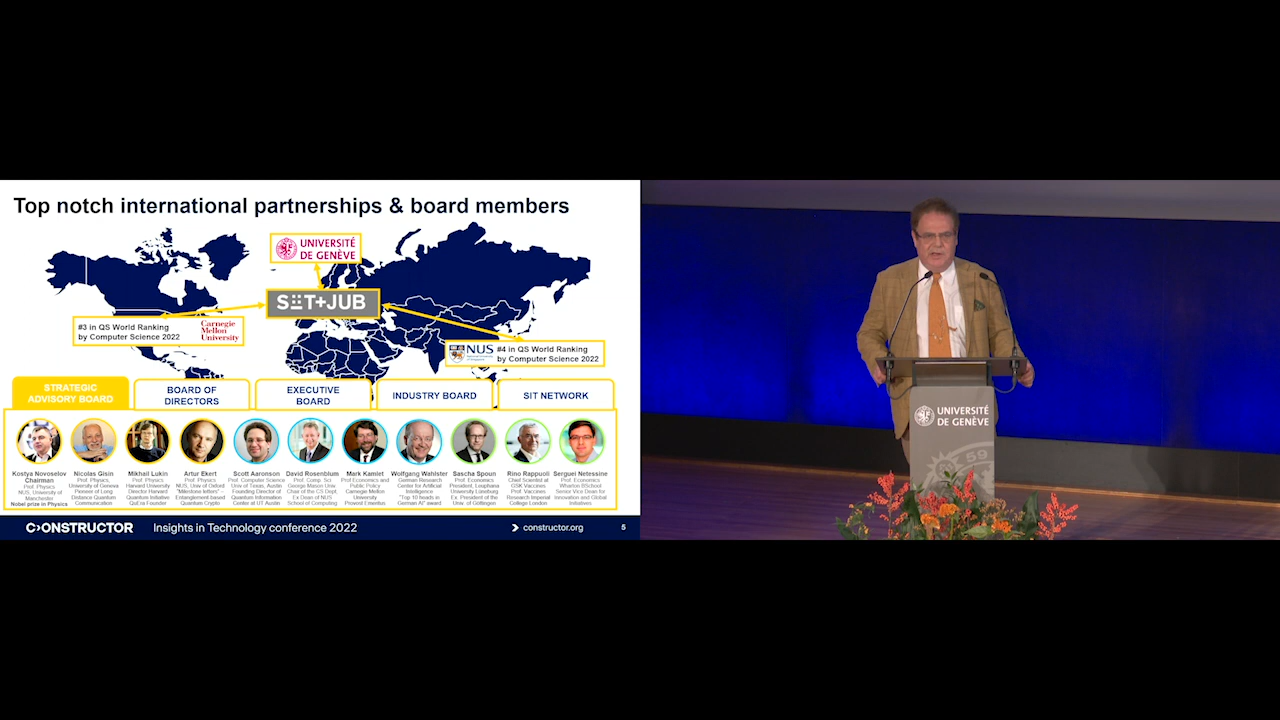 Top notch international partnerships & board members
UNIVERSITÉ
DE GENÈVE
S T+JUB
#3 in QS World Ranking
by Computer Science 2022
Carnegie
Mellon
University
NUS
National University
of Singapore
#4 in QS World Ranking
by Computer Science 2022
STRATEGIC
ADVISORY BOARD
BOARD OF
DIRECTORS
EXECUTIVE
BOARD
INDUSTRY BOARD
SIT NETWORK
Kostya Novoselov
Chairman
Prof. Physics
NUS, University of
Manchester
Nobel prize in Physics
Nicolas Gisin
Prof. Physics,
University of Geneva
Pioneer of Long
Distance Quantum
Communication
Mikhail Lukin
Prof. Physics
Harvard University
Director Harvard
Quantum Initiative
QuEra Founder
Artur Ekert
Prof. Physics
NUS, Univ of Oxford
"Milestone letters" -
Entanglement-based
Quantum Crypto
Scott Aaronson
Prof. Computer Science
Univ of Texas, Austin
Founding Director of
Quantum Information
Center at UT Austin
David Rosenblum
Prof. Comp. Sci
George Mason Univ.
Chair of the CS Dept.
Ex Dean of NUS
School of Computing
Mark Kamlet
Prof Economics and
Public Policy
Carnegie Mellon
University
Provost Emeritus
Wolfgang Wahlster
German Research
Center for Artificial
Intelligence
"Top 10 heads in
German AI" award
Sascha Spoun
Prof. Economics
President, Leuphana
University Lüneburg
Ex. President of the
Univ. of Göttingen
Rino Rappuoli
Chief Scientist at
GSK Vaccines
Prof. Vaccines
Research Imperial
College London
Serguei Netessine
Prof. Economics
Wharton BSchool
Senior Vice Dean for
Innovation and Global
Initiatives
CONSTRUCTOR
Insights in Technology conference 2022
constructor.org
5
UNIVERSITÉ
DE GENÈVE